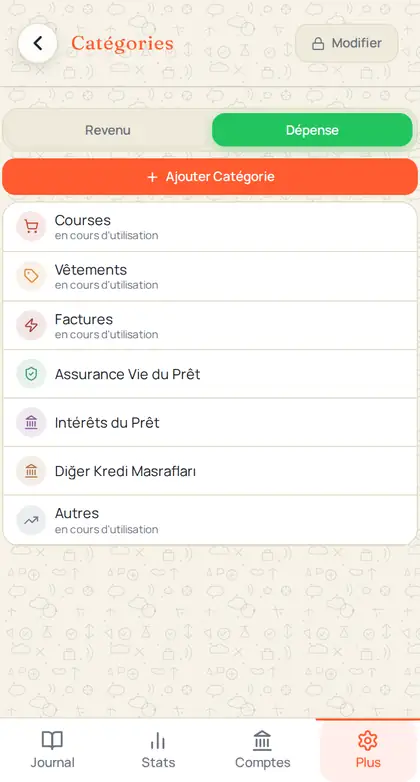 Catégories
Modifier
Revenu
Dépense
+ Ajouter Catégorie
Courses
en cours d'utilisation
Vêtements
en cours d'utilisation
Factures
en cours d'utilisation
Assurance Vie du Prêt
Intérêts du Prêt
Diğer Kredi Masrafları
Autres
en cours d'utilisation
Journal
Stats
Comptes
Plus